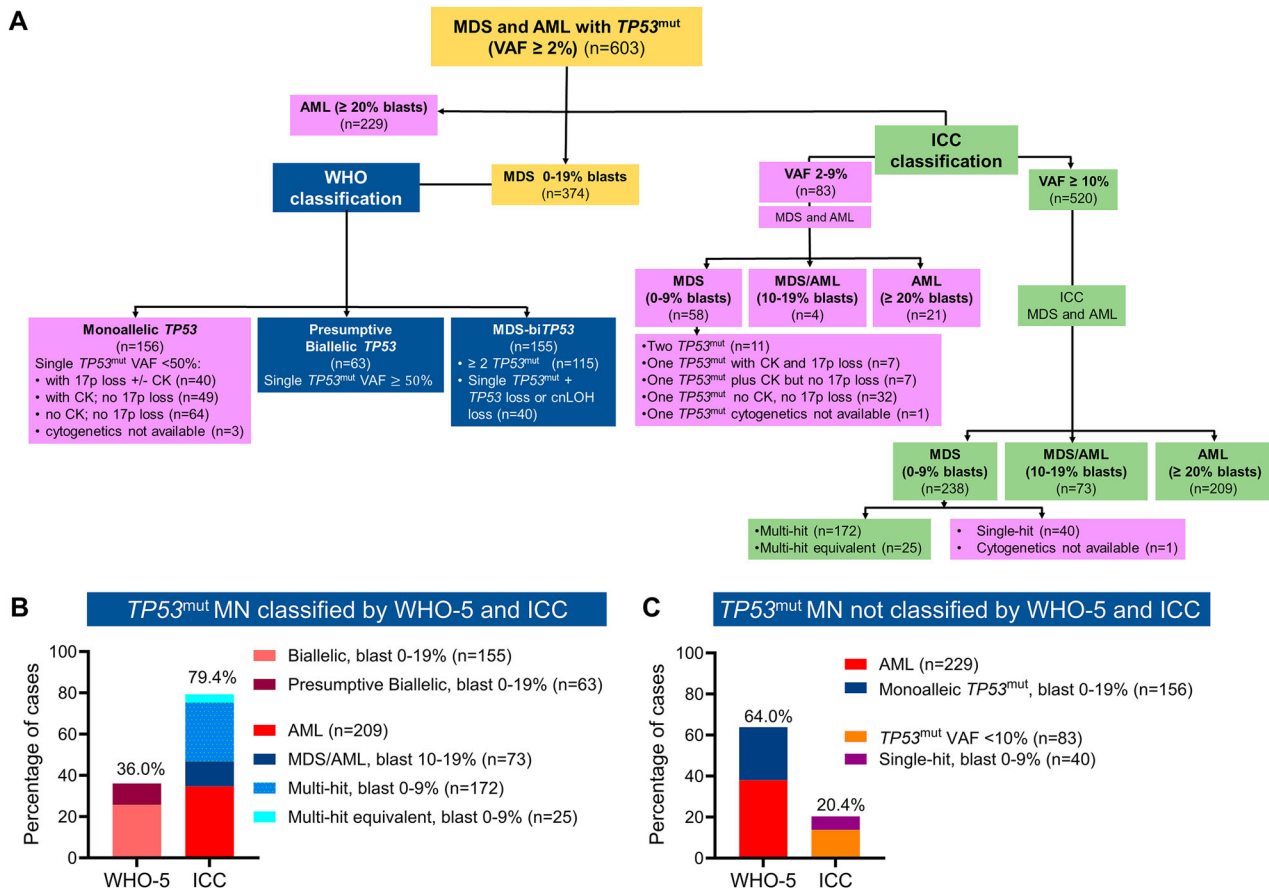 A
MDS and AML with TP53mut
(VAF ≥ 2%) (n=603)
AML (≥ 20% blasts)
(n=229)
ICC
classification
WHO
classification
MDS 0-19% blasts
(n=374)
VAF 2-9%
(n=83)
MDS and AML
VAF ≥ 10%
(n=520)
MDS
(0-9% blasts)
(n=58)
MDS/AML
(10-19% blasts)
(n=4)
AML
(≥ 20% blasts)
(n=21)
ICC
MDS and AML
Monoallelic TP53
(n=156)
Single TP53mut VAF <50%:
• with 17p loss +/- CK (n=40)
• with CK; no 17p loss (n=49)
• no CK; no 17p loss (n=64)
• cytogenetics not available (n=3)
Presumptive
Biallelic TP53
(n=63)
Single TP53mut VAF ≥ 50%
MDS-biTP53
(n=155)
• ≥ 2 TP53mut (n=115)
• Single TP53mut +
TP53 loss or cnLOH
loss (n=40)
•Two TP53mut (n=11)
•One TP53mut with CK and 17p loss (n=7)
•One TP53mut plus CK but no 17p loss (n=7)
•One TP53mut no CK, no 17p loss (n=32)
•One TP53mut cytogenetics not available (n=1)
MDS
(0-9% blasts)
(n=238)
MDS/AML
(10-19% blasts)
(n=73)
AML
(≥ 20% blasts)
(n=209)
•Multi-hit (n=172)
•Multi-hit equivalent (n=25)
• Single-hit (n=40)
• Cytogenetics not available (n=1)
B
TP53mut MN classified by WHO-5 and ICC
Percentage of cases
100
80
60
40
20
0
36.0%
79.4%
WHO-5
ICC
Biallelic, blast 0-19% (n=155)
Presumptive Biallelic, blast 0-19% (n=63)
AML (n=209)
MDS/AML, blast 10-19% (n=73)
Multi-hit, blast 0-9% (n=172)
Multi-hit equivalent, blast 0-9% (n=25)
C
TP53mut MN not classified by WHO-5 and ICC
Percentage of cases
100
80
60
40
20
0
64.0%
20.4%
WHO-5
ICC
AML (n=229)
Monoalleic TP53mut, blast 0-19% (n=156)
TP53mut VAF <10% (n=83)
Single-hit, blast 0-9% (n=40)